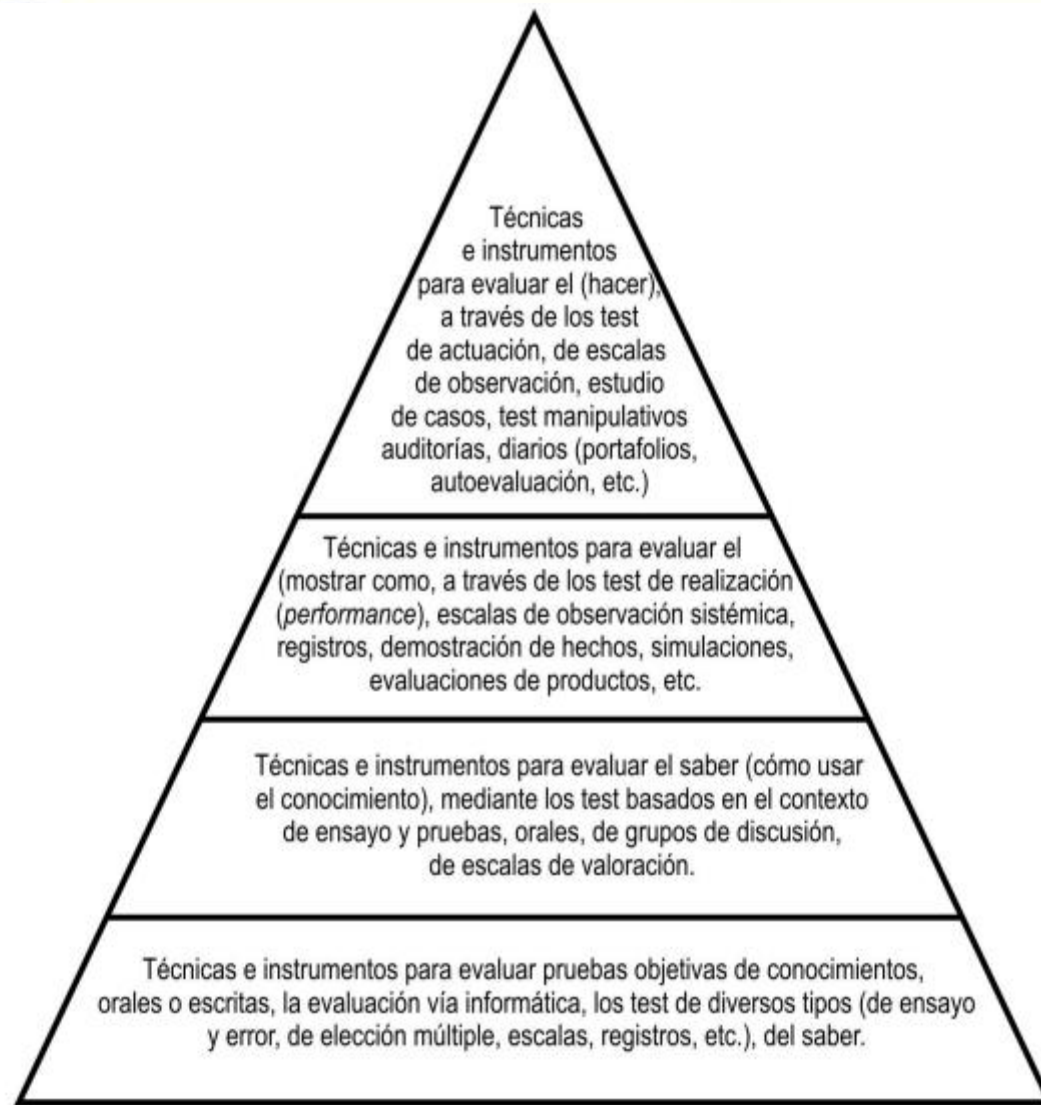 Técnicas
e instrumentos
para evaluar el (hacer),
a través de los test
de actuación, de escalas
de observación, estudio
de casos, test manipulativos
auditorías, diarios (portafolios,
autoevaluación, etc.)
Técnicas e instrumentos para evaluar el
(mostrar como, a través de los test de realización
(performance), escalas de observación sistémica,
registros, demostración de hechos, simulaciones,
evaluaciones de productos, etc.
Técnicas e instrumentos para evaluar el saber (cómo usar
el conocimiento), mediante los test basados en el contexto
de ensayo y pruebas, orales, de grupos de discusión,
de escalas de valoración.
Técnicas e instrumentos para evaluar pruebas objetivas de conocimientos,
orales o escritas, la evaluación vía informática, los test de diversos tipos (de ensayo
y error, de elección múltiple, escalas, registros, etc.), del saber.